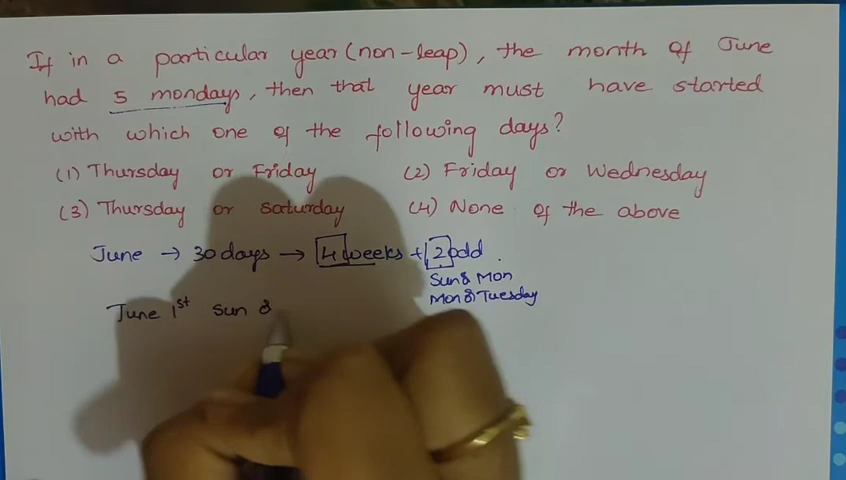 If in a particular year (non-leap), the month of June
had 5 mondays, then that year must have started
with which one of the following days?
(1) Thursday or Friday (2) Friday or Wednesday
(3) Thursday or Saturday (4) None of the above
June → 30 days → 4 weeks + 2 odd.
Sun & Mon
Mon & Tuesday
June 1st Sun &